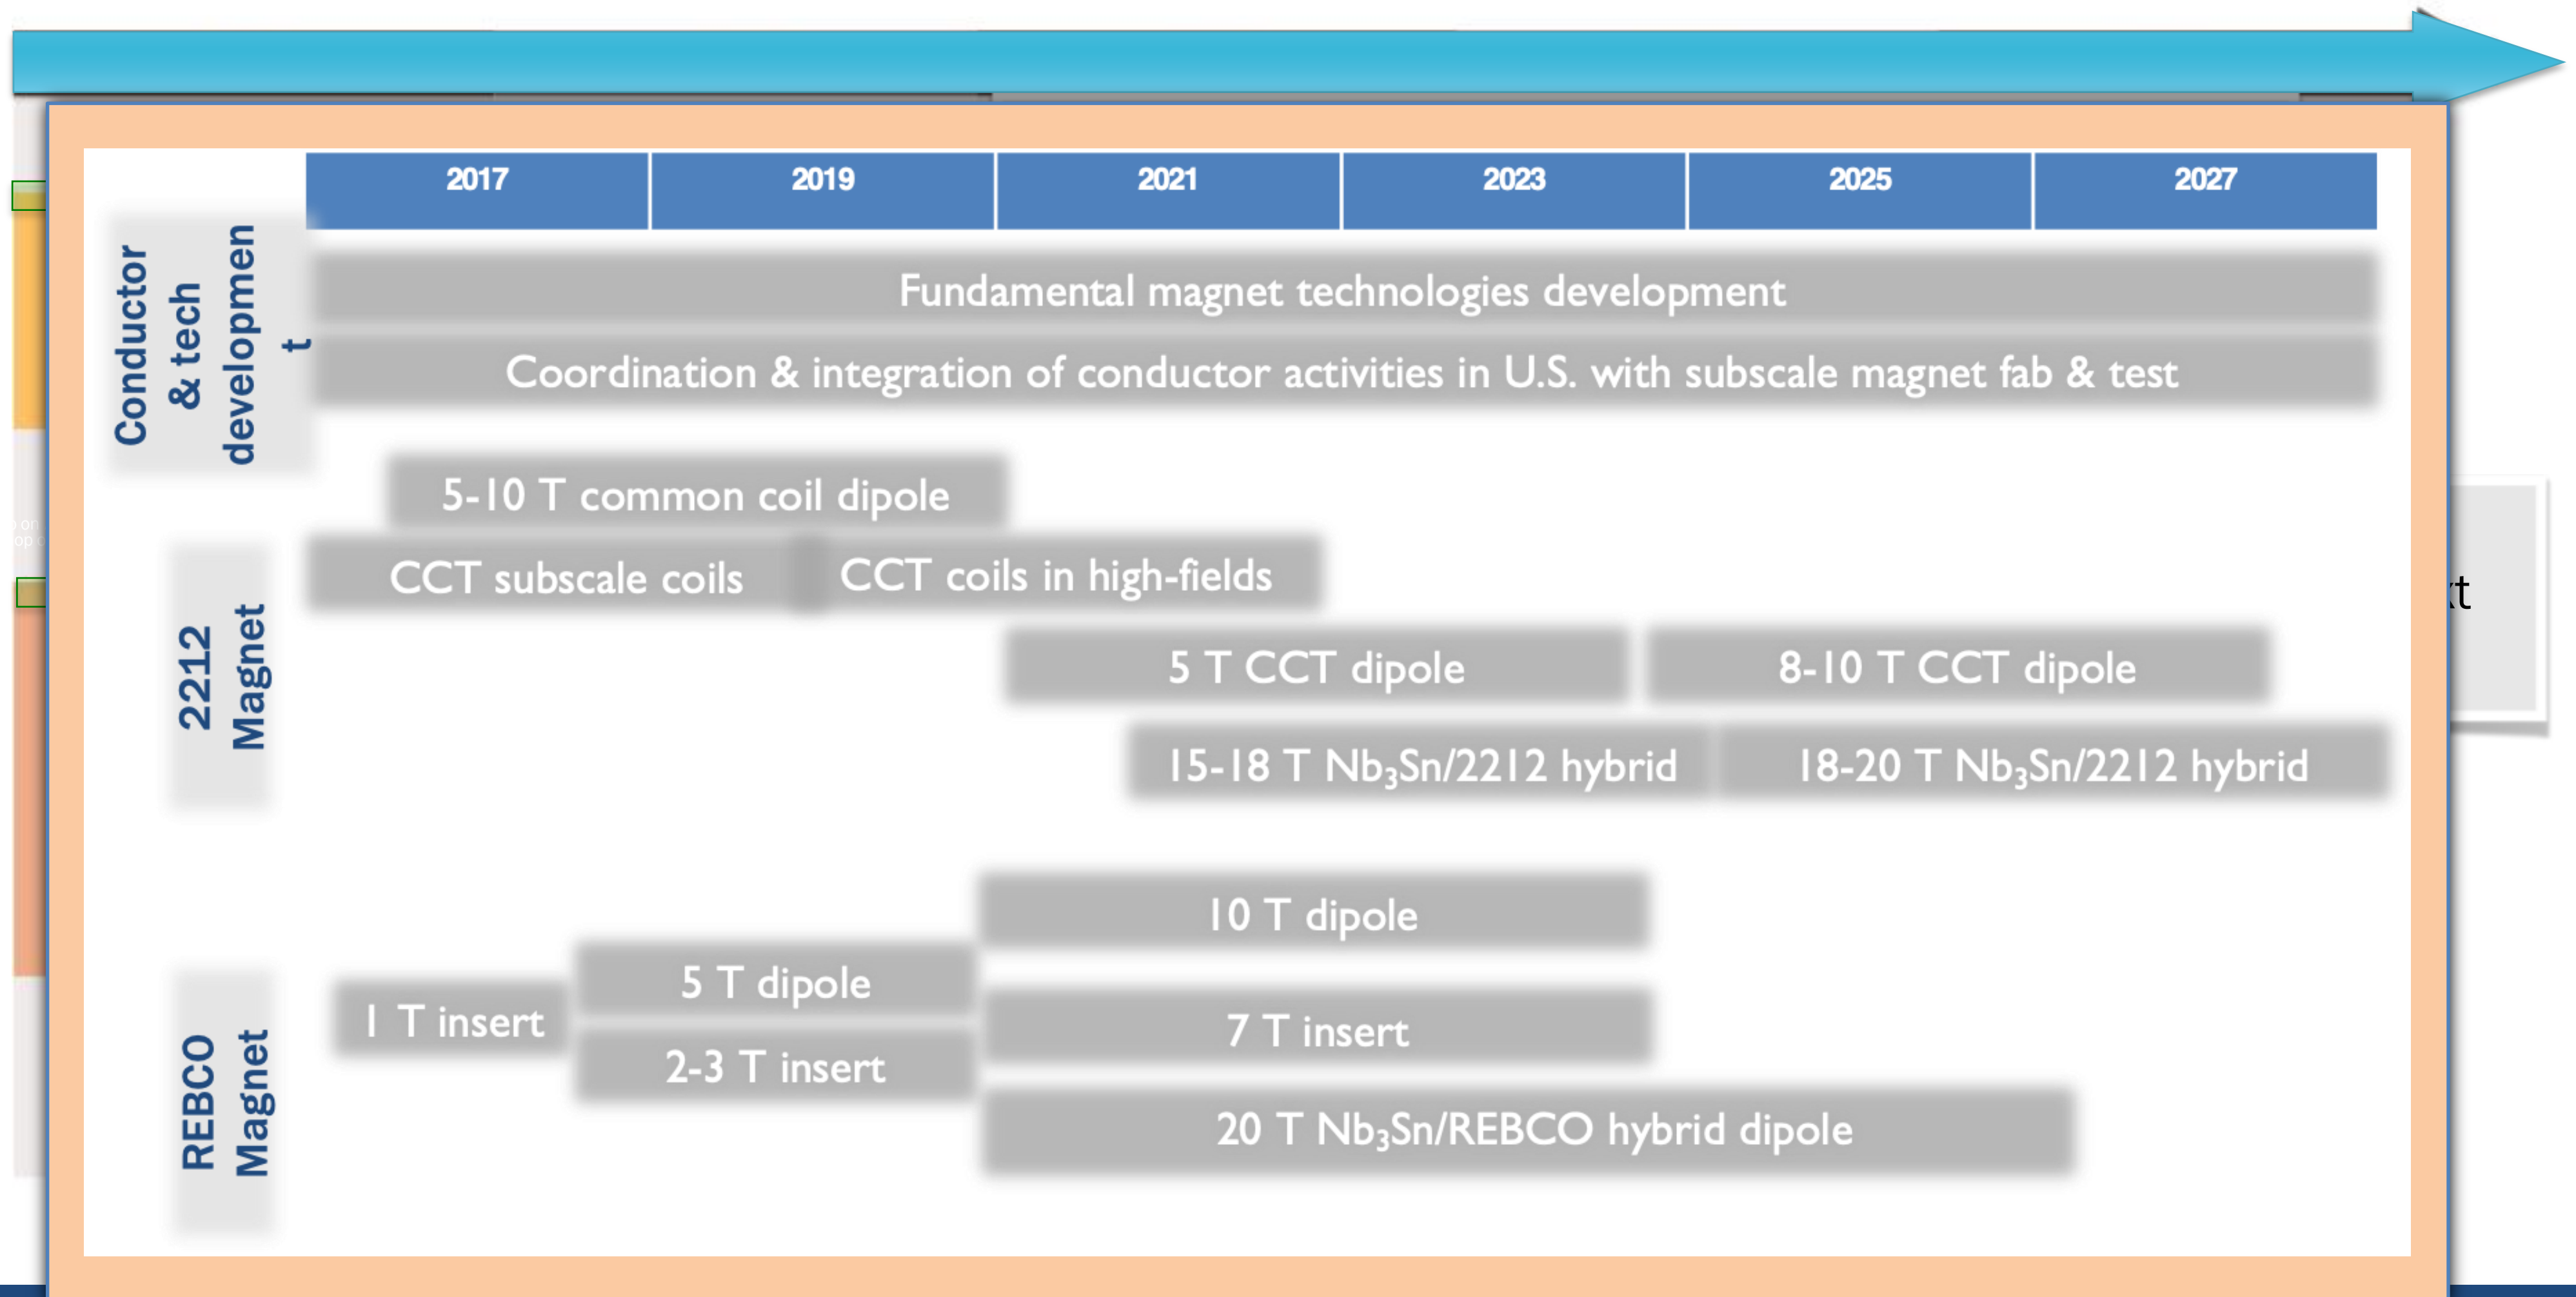 2017 2019 2021 2023 2025 2027
Conductor
& tech
developmen
t
Fundamental magnet technologies development
Coordination & integration of conductor activities in U.S. with subscale magnet fab & test
2212
Magnet
5-10 T common coil dipole
CCT subscale coils
CCT coils in high-fields
5 T CCT dipole
8-10 T CCT dipole
15-18 T Nb₃Sn/2212 hybrid
18-20 T Nb₃Sn/2212 hybrid
REBCO
Magnet
10 T dipole
5 T dipole
1 T insert
7 T insert
2-3 T insert
20 T Nb₃Sn/REBCO hybrid dipole